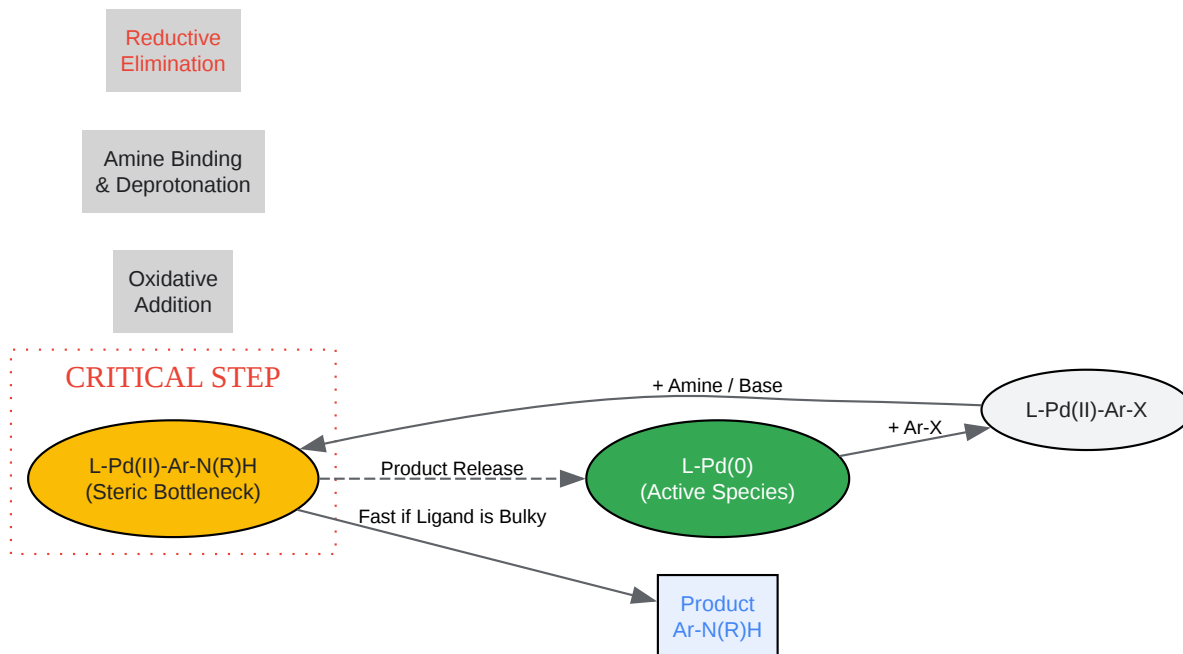 Reductive
Elimination
Amine Binding
& Deprotonation
Oxidative
Addition
CRITICAL STEP
+ Amine / Base
L-Pd(II)-Ar-X
+ Ar-X
L-Pd(II)-Ar-N(R)H
(Steric Bottleneck)
Product Release
L-Pd(0)
(Active Species)
Fast if Ligand is Bulky
Product
Ar-N(R)H